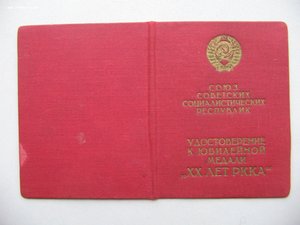 СОЮЗ
СОВЕТСКИХ
СОЦИАЛИСТИЧЕСКИХ
РЕСПУБЛИК
УДОСТОВЕРЕНИЕ
К ЮБИЛЕЙНОЙ
МЕДАЛИ
„XX ЛЕТ РККА"